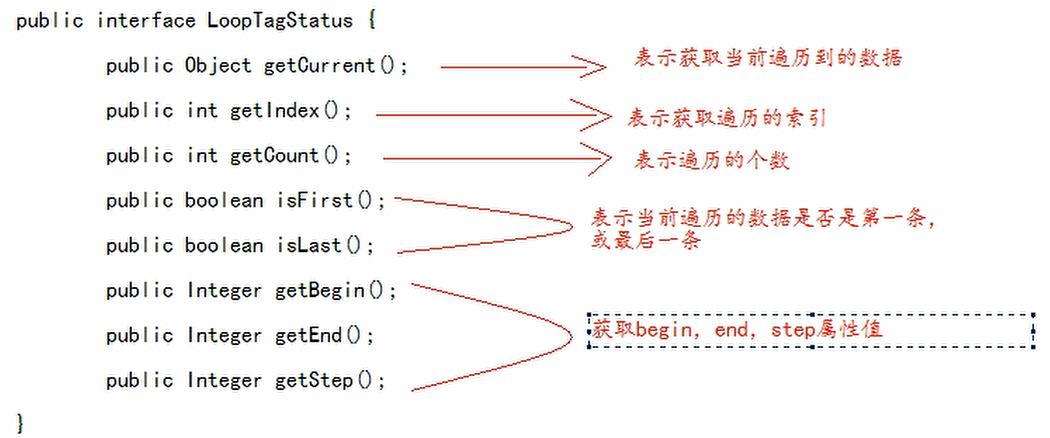 public interface LoopTagStatus {
public Object getCurrent();
表示获取当前遍历到的数据
public int getIndex();
表示获取遍历的索引
public int getCount();
表示遍历的个数
public boolean isFirst();
表示当前遍历的数据是否是第一条，
或最后一条
public boolean isLast();
public Integer getBegin();
public Integer getEnd();
获取begin, end, step属性值
public Integer getStep();
}